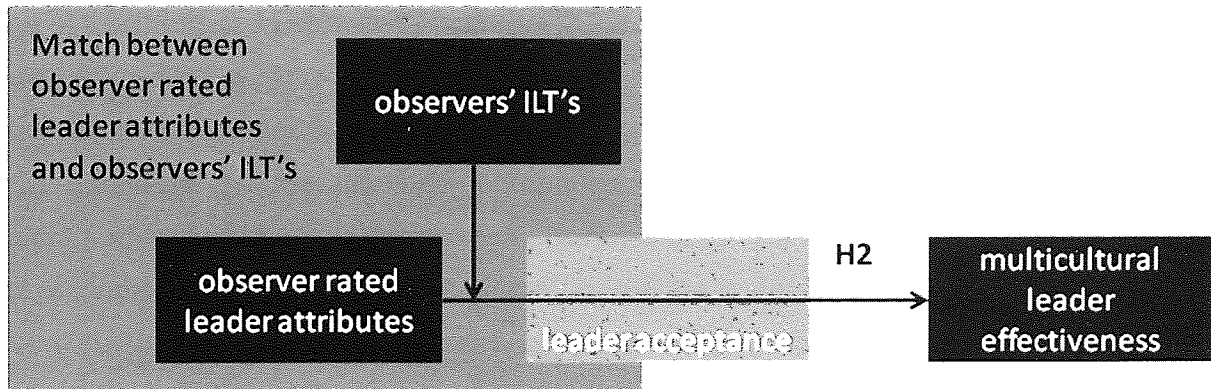 Match between
observer rated
leader attributes
and observers' ILT's
observers' ILT's
observer rated
leader attributes
leader acceptance
H2
multicultural
leader
effectiveness